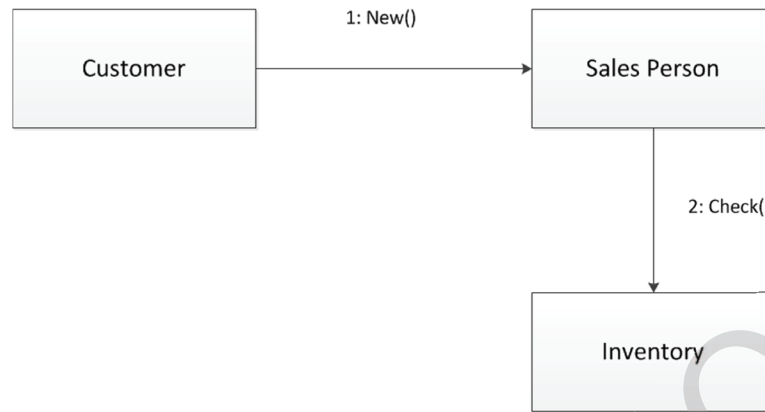 1: New()
Customer
Sales Person
2: Check(
Inventory